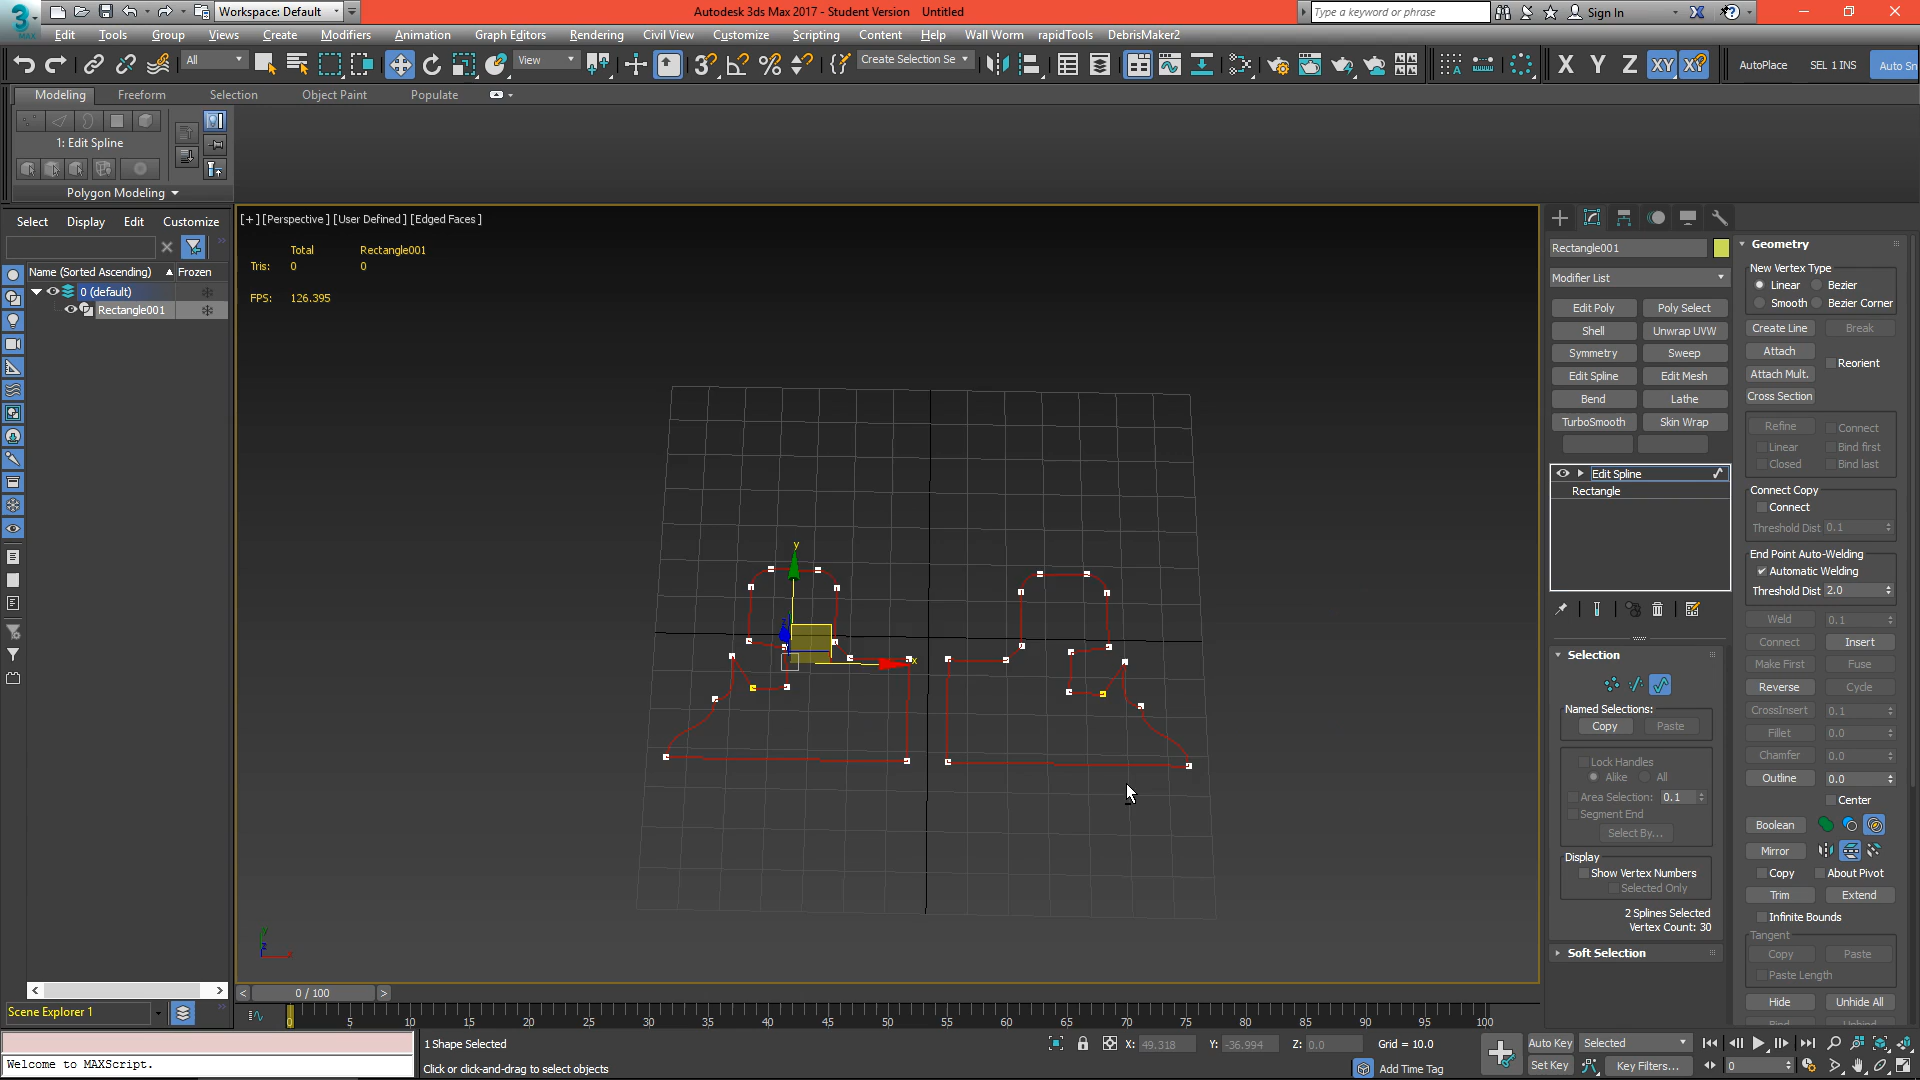 Workspace: Default
Autodesk 3ds Max 2017 - Student Version    Untitled
Type a keyword or phrase
Sign In
MAX
Edit Tools Group Views Create Modifiers Animation Graph Editors Rendering Civil View Customize Scripting Content Help Wall Worm rapidTools DebrisMaker2
All
View
Create Selection Se
X Y Z XY
AutoPlace
SEL 1 INS
Auto Sn
Modeling Freeform Selection Object Paint Populate
1: Edit Spline
Polygon Modeling
Select Display Edit Customize
Name (Sorted Ascending) Frozen
0 (default)
Rectangle001
[+] [Perspective ] [User Defined ] [Edged Faces ]
Total Rectangle001
Tris: 0 0
FPS: 126.395
y
x
Rectangle001
Modifier List
Edit Poly Poly Select
Shell Unwrap UVW
Symmetry Sweep
Edit Spline Edit Mesh
Bend Lathe
TurboSmooth Skin Wrap
Edit Spline
Rectangle
Selection
Named Selections:
Copy Paste
Lock Handles
Alike All
Area Selection: 0.1
Segment End
Select By...
Display
Show Vertex Numbers
Selected Only
2 Splines Selected
Vertex Count: 30
Soft Selection
Geometry
New Vertex Type
Linear Bezier
Smooth Bezier Corner
Create Line Break
Attach Reorient
Attach Mult.
Cross Section
Refine Connect
Linear Bind first
Closed Bind last
Connect Copy
Connect
Threshold Dist 0.1
End Point Auto-Welding
Automatic Welding
Threshold Dist 2.0
Weld 0.1
Connect Insert
Make First Fuse
Reverse Cycle
CrossInsert 0.1
Fillet 0.0
Chamfer 0.0
Outline 0.0
Center
Boolean
Mirror
Copy About Pivot
Trim Extend
Infinite Bounds
Tangent
Copy Paste
Paste Length
Hide Unhide All
0 / 100
Scene Explorer 1
0 5 10 15 20 25 30 35 40 45 50 55 60 65 70 75 80 85 90 95 100
1 Shape Selected
X: 49.318 Y: -36.994 Z: 0.0 Grid = 10.0
Auto Key Selected
Welcome to MAXScript.
Click or click-and-drag to select objects
Add Time Tag
Set Key Key Filters...
0